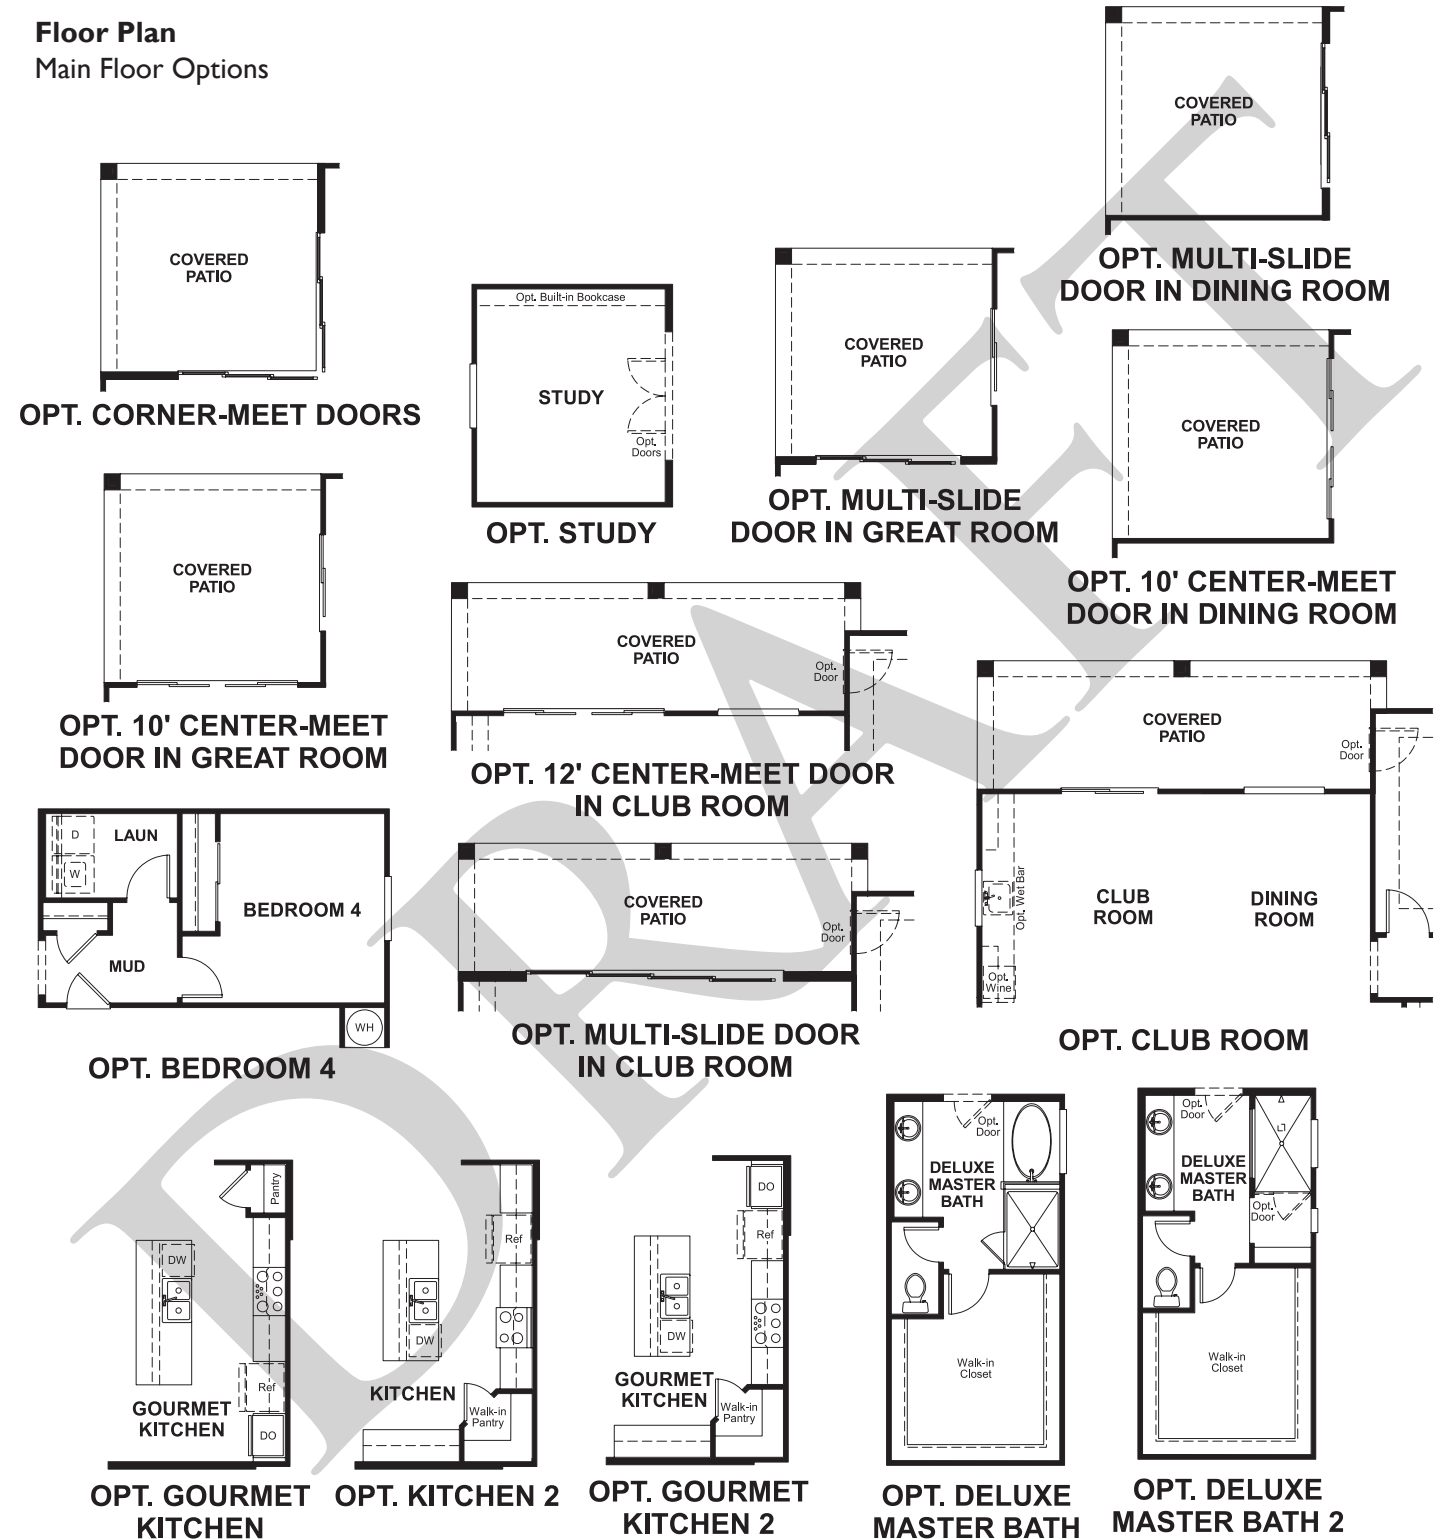 Floor Plan
Main Floor Options
COVERED
PATIO
OPT. MULTI-SLIDE
DOOR IN DINING ROOM
COVERED
PATIO
OPT. CORNER-MEET DOORS
Opt. Built-in Bookcase
STUDY
Opt.
Doors
OPT. STUDY
COVERED
PATIO
OPT. MULTI-SLIDE
DOOR IN GREAT ROOM
COVERED
PATIO
OPT. 10' CENTER-MEET
DOOR IN DINING ROOM
COVERED
PATIO
OPT. 10' CENTER-MEET
DOOR IN GREAT ROOM
COVERED
PATIO
Opt.
Door
OPT. 12' CENTER-MEET DOOR
IN CLUB ROOM
COVERED
PATIO
Opt.
Door
Opt. Wet Bar
CLUB
ROOM
DINING
ROOM
Opt.
Wine
OPT. CLUB ROOM
D
LAUN
W
BEDROOM 4
MUD
WH
OPT. BEDROOM 4
COVERED
PATIO
Opt.
Door
OPT. MULTI-SLIDE DOOR
IN CLUB ROOM
Pantry
DW
Ref
GOURMET
KITCHEN
DO
OPT. GOURMET
KITCHEN
Ref
DW
KITCHEN
Walk-in
Pantry
OPT. KITCHEN 2
DO
Ref
DW
GOURMET
KITCHEN
Walk-in
Pantry
OPT. GOURMET
KITCHEN 2
Opt.
Door
DELUXE
MASTER
BATH
Walk-in
Closet
OPT. DELUXE
MASTER BATH
Opt.
Door
DELUXE
MASTER
BATH
Opt.
Door
Walk-in
Closet
OPT. DELUXE
MASTER BATH 2
DRAFT